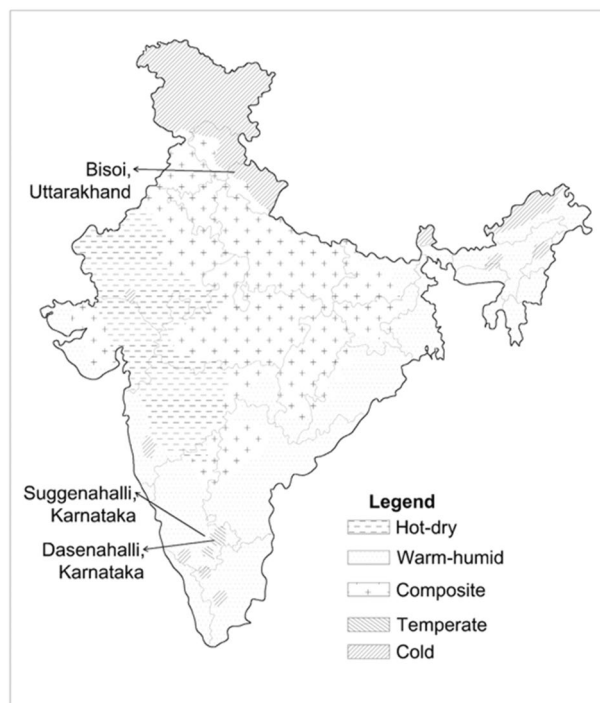 Bisoi,
Uttarakhand
Suggenahalli,
Karnataka
Dasenahalli,
Karnataka
Legend
Hot-dry
Warm-humid
Composite
Temperate
Cold